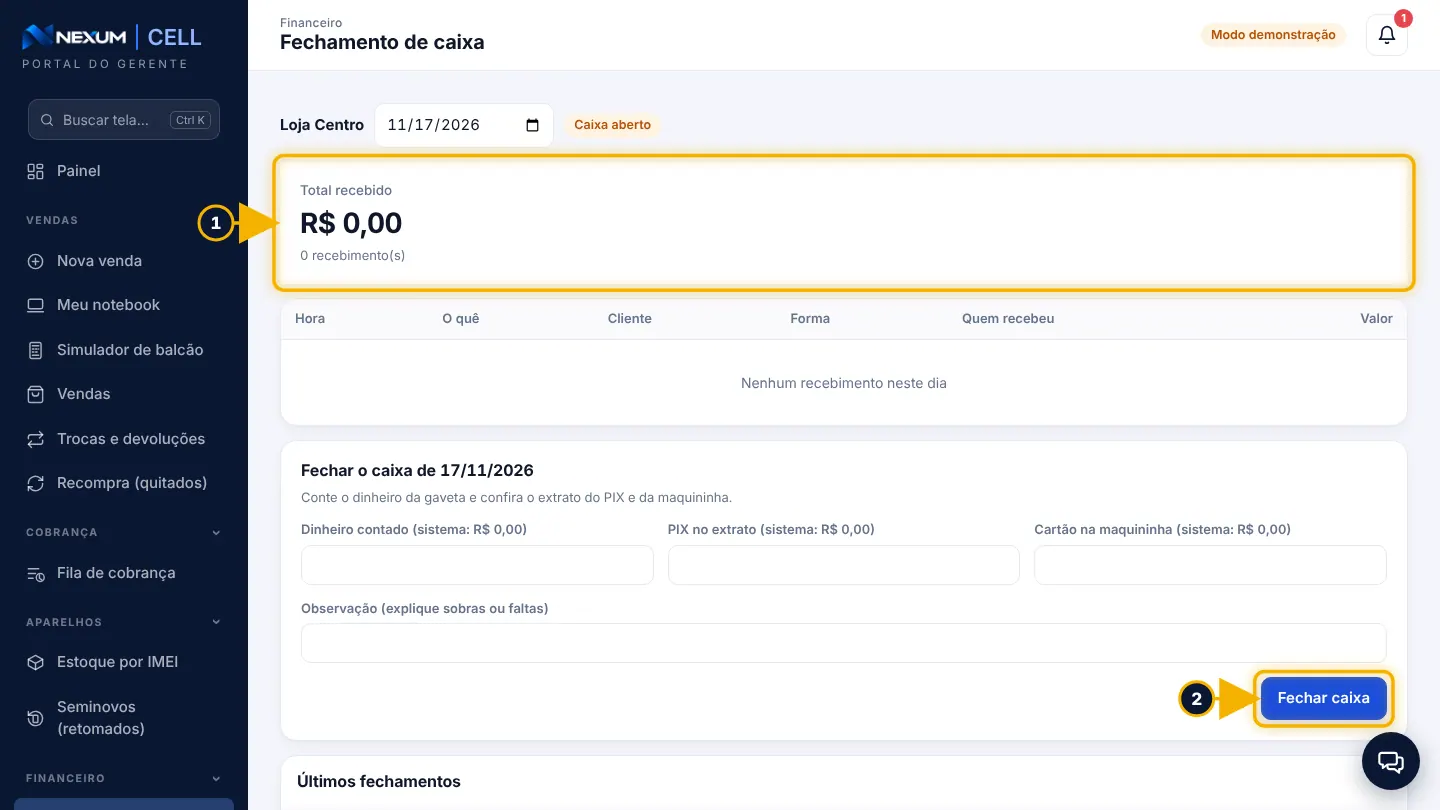 NEXUM | CELL
PORTAL DO GERENTE
Buscar tela... Ctrl K
Painel
VENDAS
Nova venda
Meu notebook
Simulador de balcão
Vendas
Trocas e devoluções
Recompra (quitados)
COBRANÇA
Fila de cobrança
APARELHOS
Estoque por IMEI
Seminovos
(retomados)
FINANCEIRO
Financeiro
Fechamento de caixa
Modo demonstração
1
Loja Centro 11/17/2026 Caixa aberto
1
Total recebido
R$ 0,00
0 recebimento(s)
Hora O quê Cliente Forma Quem recebeu Valor
Nenhum recebimento neste dia
Fechar o caixa de 17/11/2026
Conte o dinheiro da gaveta e confira o extrato do PIX e da maquininha.
Dinheiro contado (sistema: R$ 0,00) PIX no extrato (sistema: R$ 0,00) Cartão na maquininha (sistema: R$ 0,00)
Observação (explique sobras ou faltas)
2 Fechar caixa
Últimos fechamentos